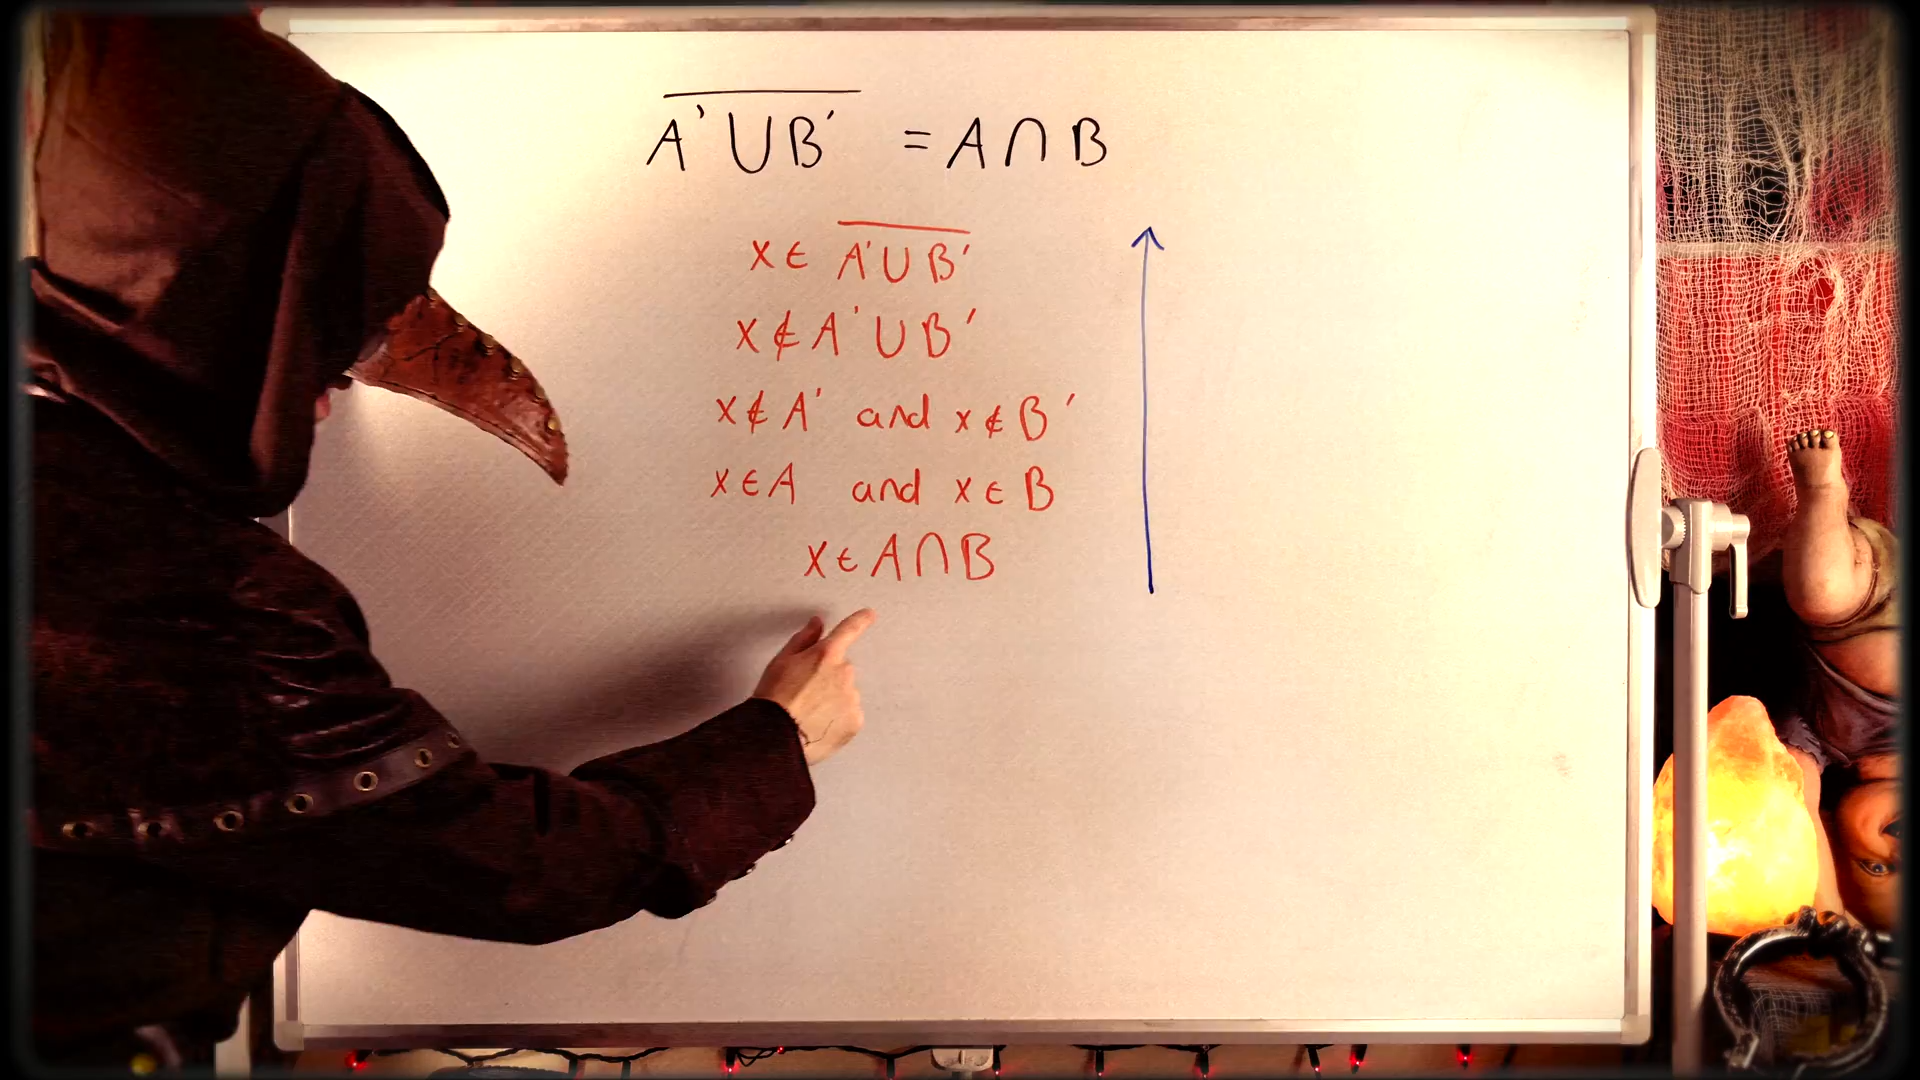 A̅'̅ ̅∪̅ ̅B̅'̅ = A ∩ B
x ∈ A̅'̅ ̅∪̅ ̅B̅'̅
x ∉ A' ∪ B'
x ∉ A' and x ∉ B'
x ∈ A and x ∈ B
x ∈ A ∩ B